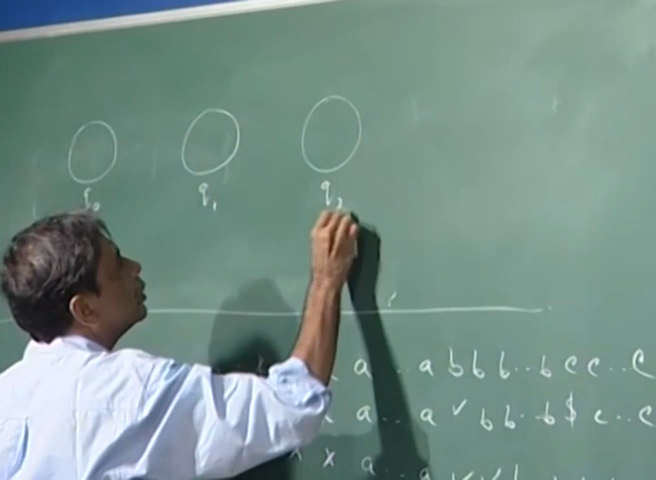 q₀ q₁ q₂
a .. a b b b .. b c c .. c
a .. a ✓ b b . b $ c .. c
x x a .. a ✓ ✓ b